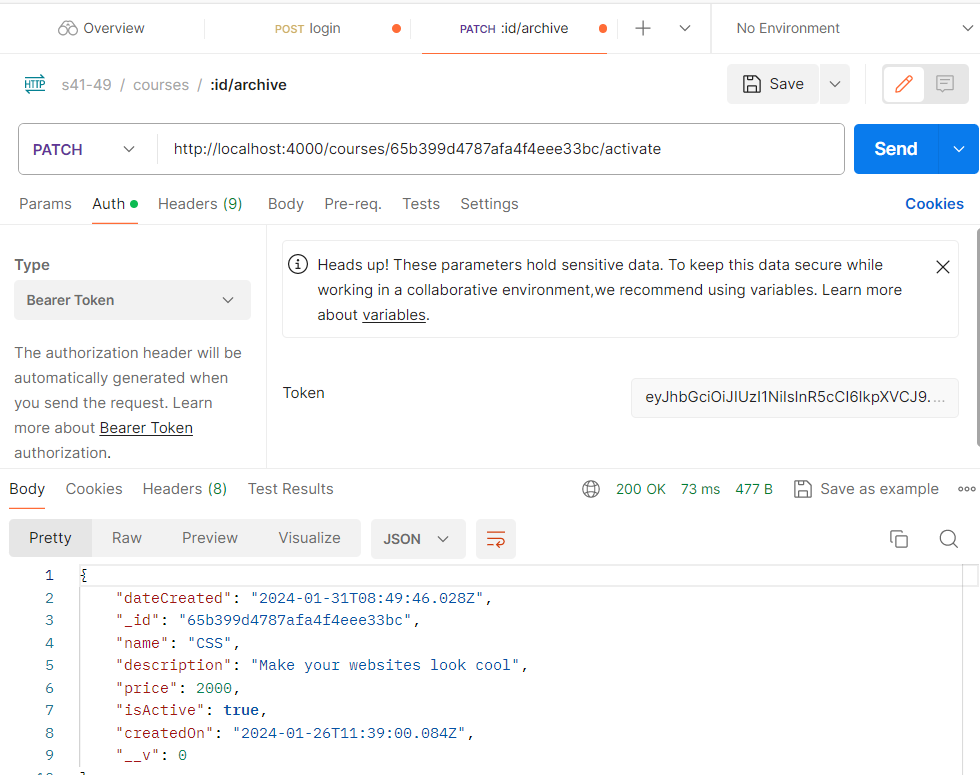 Overview POST login PATCH :id/archive No Environment
HTTP s41-49 / courses / :id/archive Save
PATCH http://localhost:4000/courses/65b399d4787afa4f4eee33bc/activate Send
Params Auth Headers (9) Body Pre-req. Tests Settings Cookies
Type
Bearer Token
The authorization header will be
automatically generated when
you send the request. Learn
more about Bearer Token
authorization.
Heads up! These parameters hold sensitive data. To keep this data secure while
working in a collaborative environment,we recommend using variables. Learn more
about variables.
Token eyJhbGciOiJIUzI1NiIsInR5cCI6IkpXVCJ9. ...
Body Cookies Headers (8) Test Results 200 OK 73 ms 477 B Save as example
Pretty Raw Preview Visualize JSON
1 {
2 "dateCreated": "2024-01-31T08:49:46.028Z",
3 "_id": "65b399d4787afa4f4eee33bc",
4 "name": "CSS",
5 "description": "Make your websites look cool",
6 "price": 2000,
7 "isActive": true,
8 "createdOn": "2024-01-26T11:39:00.084Z",
9 "__v": 0